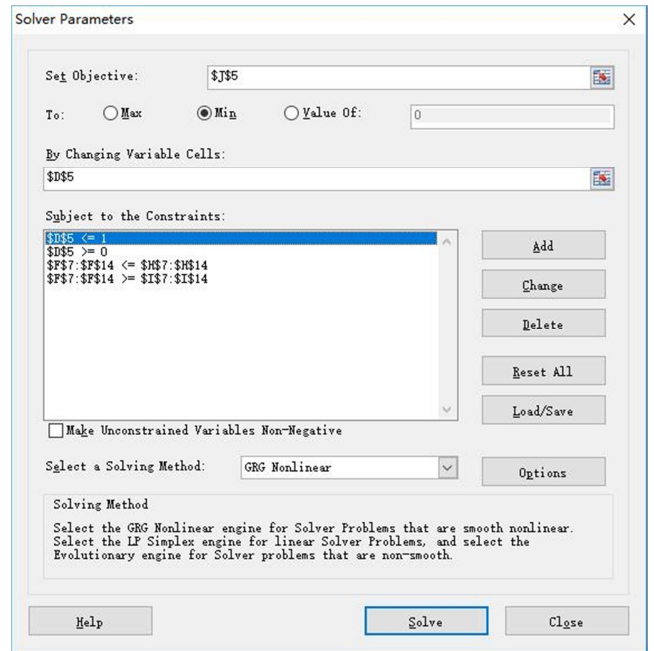 Solver Parameters
Set Objective: $J$5
To: Max Min Value Of: 0
By Changing Variable Cells:
$D$5
Subject to the Constraints:
$D$5 <= 1
$D$5 >= 0
$F$7:$F$14 <= $H$7:$H$14
$F$7:$F$14 >= $I$7:$I$14
Add
Change
Delete
Reset All
Load/Save
Make Unconstrained Variables Non-Negative
Select a Solving Method: GRG Nonlinear
Options
Solving Method
Select the GRG Nonlinear engine for Solver Problems that are smooth nonlinear.
Select the LP Simplex engine for linear Solver Problems, and select the
Evolutionary engine for Solver problems that are non-smooth.
Help Solve Close